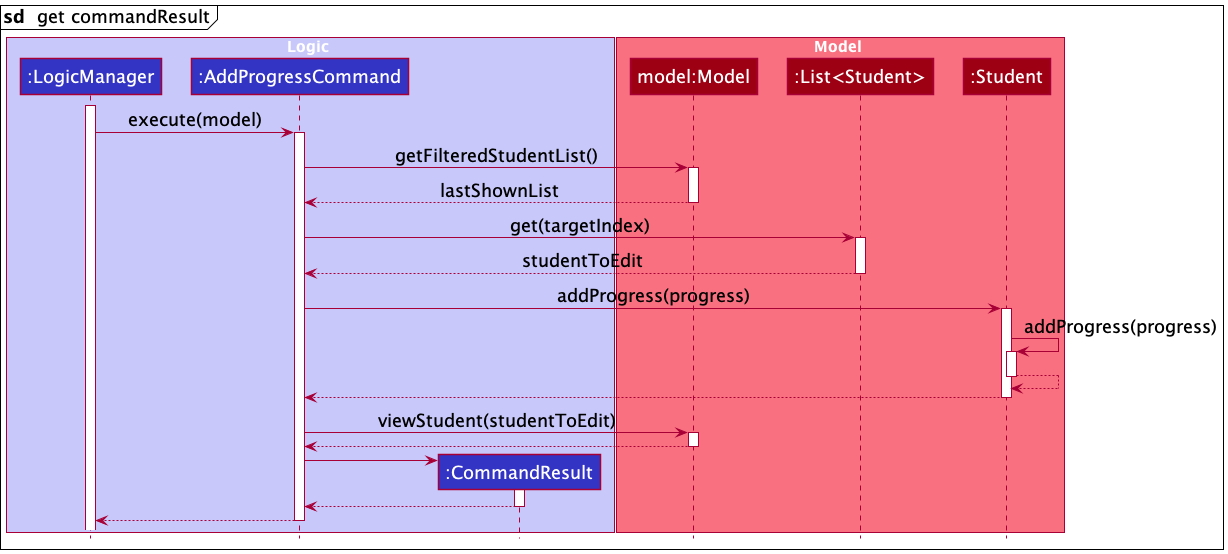 sd get commandResult
Logic
Model
:LogicManager
:AddProgressCommand
model:Model
:List<Student>
:Student
execute(model)
getFilteredStudentList()
lastShownList
get(targetIndex)
studentToEdit
addProgress(progress)
addProgress(progress)
viewStudent(studentToEdit)
:CommandResult